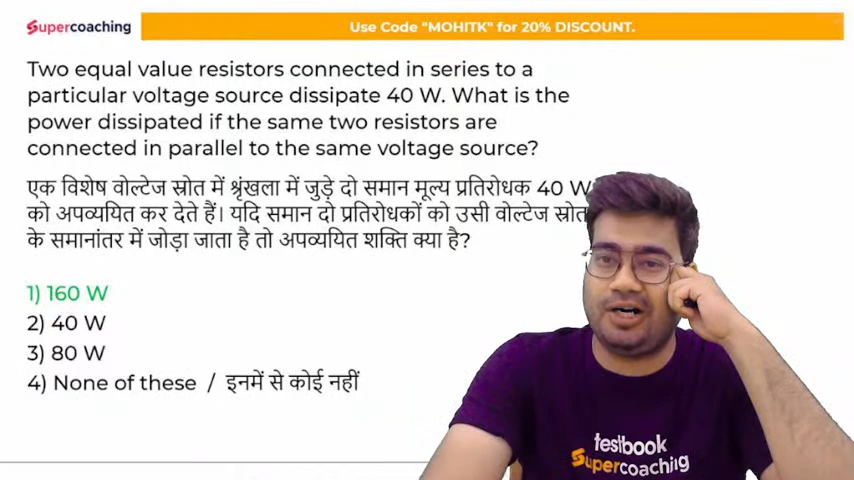 Supercoaching
Use Code "MOHITK" for 20% DISCOUNT.
Two equal value resistors connected in series to a
particular voltage source dissipate 40 W. What is the
power dissipated if the same two resistors are
connected in parallel to the same voltage source?
एक विशेष वोल्टेज स्रोत में श्रृंखला में जुड़े दो समान मूल्य प्रतिरोधक 40 W
को अपव्ययित कर देते हैं। यदि समान दो प्रतिरोधकों को उसी वोल्टेज स्रोत
के समानांतर में जोड़ा जाता है तो अपव्ययित शक्ति क्या है?
1) 160 W
2) 40 W
3) 80 W
4) None of these / इनमें से कोई नहीं
testbook
Supercoaching